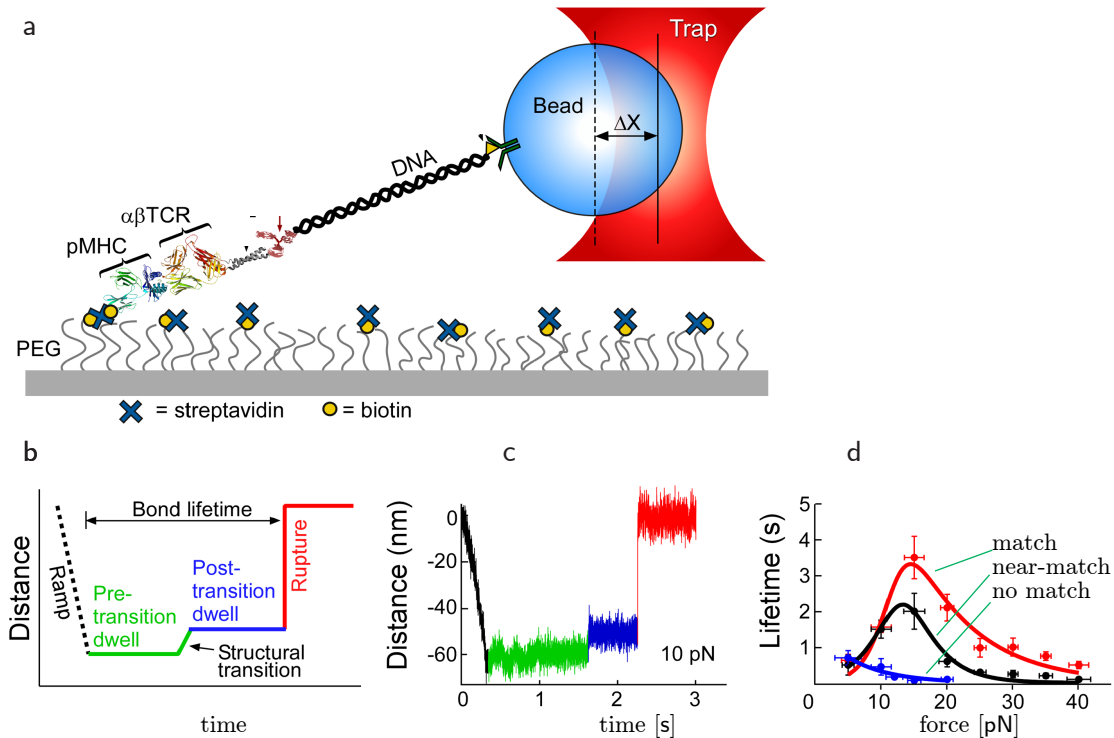 a
Trap
Bead
ΔX
DNA
αβTCR
pMHC
PEG
= streptavidin
= biotin
b
Distance
Ramp
Bond lifetime
Pre-
transition
dwell
Post-
transition
dwell
Rupture
Structural
transition
time
c
Distance (nm)
0
-20
-40
-60
10 pN
0
1
2
3
time [s]
d
Lifetime (s)
5
4
3
2
1
match
near-match
no match
0
10
20
30
40
force [pN]